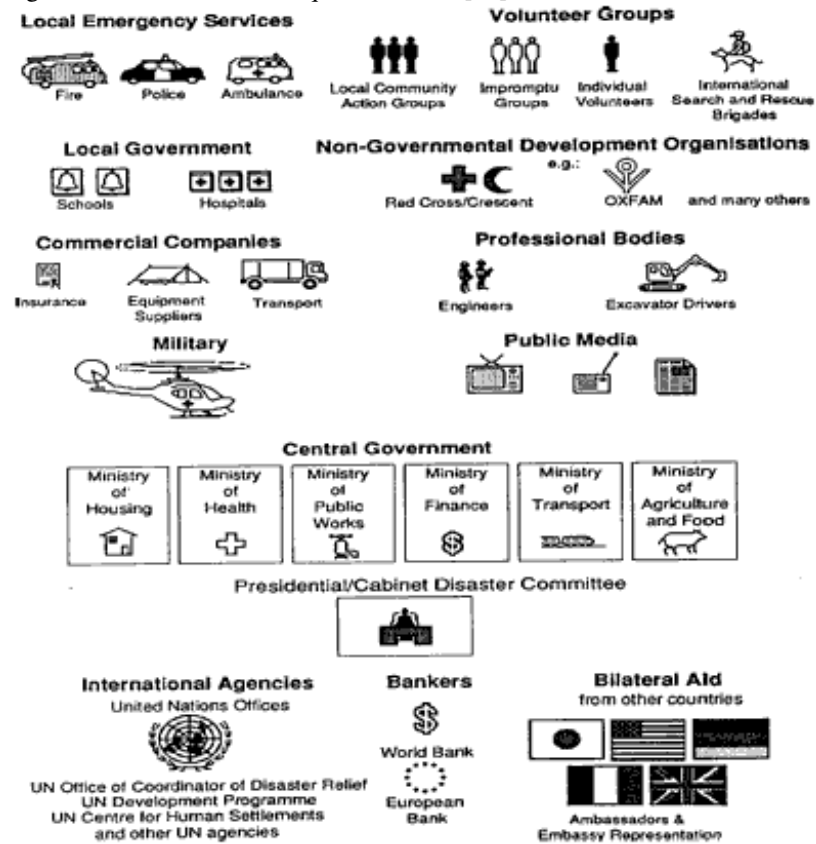 Local Emergency Services
Fire
Police
Ambulance
Volunteer Groups
Local Community
Action Groups
Impromptu
Groups
Individual
Volunteers
International
Search and Rescue
Brigades
Local Government
Schools
Hospitals
Non-Governmental Development Organisations
e.g.:
Red Cross/Crescent
OXFAM
and many others
Commercial Companies
Insurance
Equipment
Suppliers
Transport
Professional Bodies
Engineers
Excavator Drivers
Military
Public Media
Central Government
Ministry
of
Housing
Ministry
of
Health
Ministry
of
Public
Works
Ministry
of
Finance
Ministry
of
Transport
Ministry
of
Agriculture
and Food
Presidential/Cabinet Disaster Committee
International Agencies
United Nations Offices
UN Office of Coordinator of Disaster Relief
UN Development Programme
UN Centre for Human Settlements
and other UN agencies
Bankers
World Bank
European
Bank
Bilateral Aid
from other countries
Ambassadors &
Embassy Representation